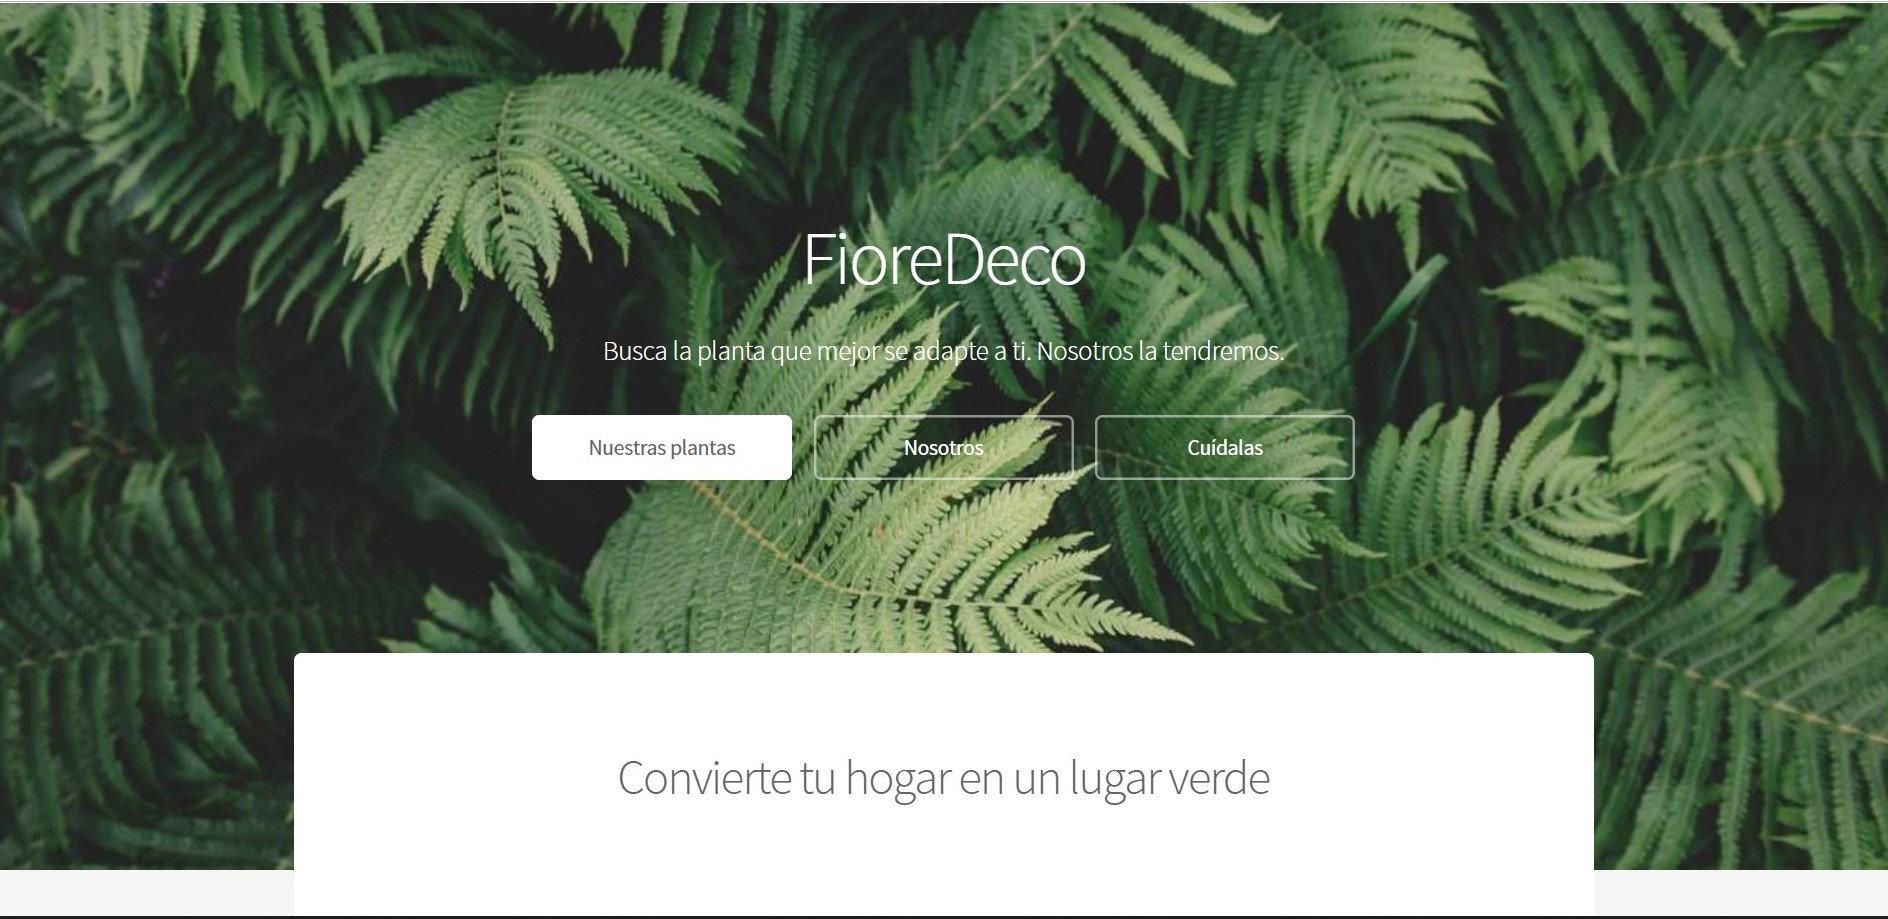 FioreDeco
Busca la planta que mejor se adapte a ti. Nosotros la tendremos.
Nuestras plantas
Nosotros
Cuídalas
Convierte tu hogar en un lugar verde